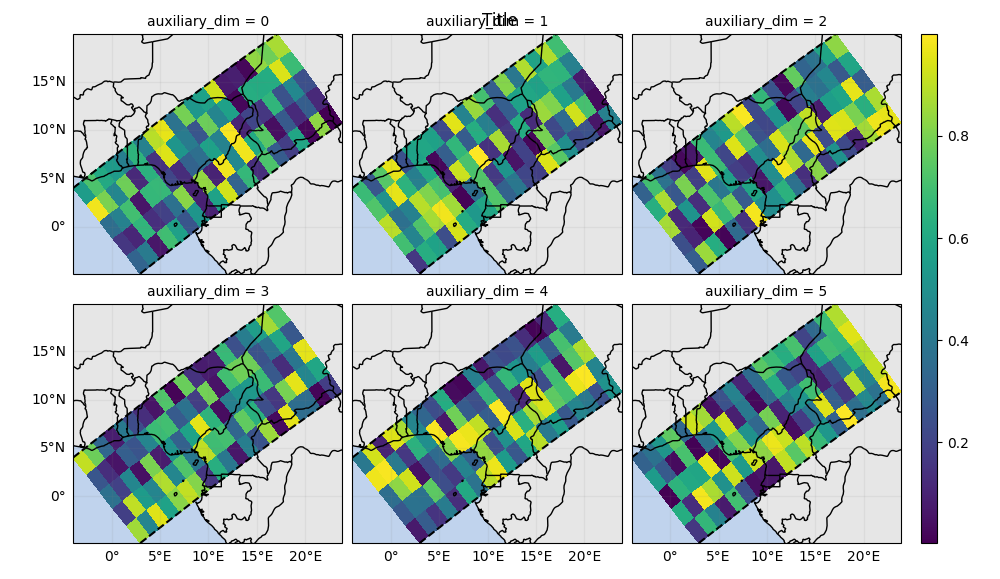 Title
auxiliary_dim = 0
auxiliary_dim = 1
auxiliary_dim = 2
15°N
10°N
5°N
0°
0.8
0.6
0.4
0.2
auxiliary_dim = 3
auxiliary_dim = 4
auxiliary_dim = 5
15°N
10°N
5°N
0°
0° 5°E 10°E 15°E 20°E
0° 5°E 10°E 15°E 20°E
0° 5°E 10°E 15°E 20°E